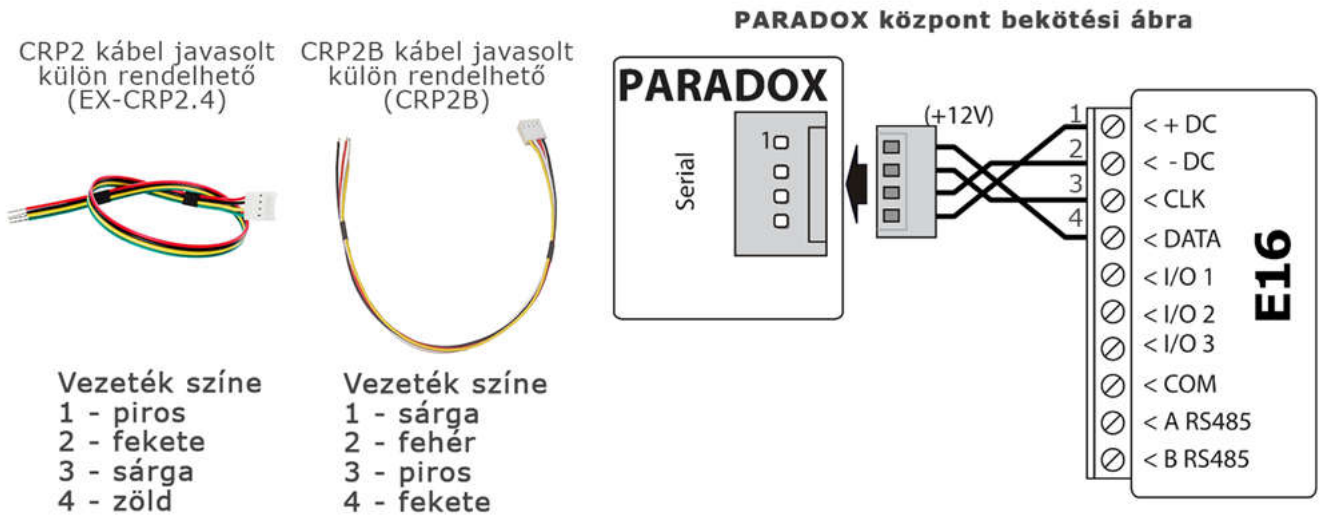 PARADOX központ bekötési ábra
CRP2 kábel javasolt
külön rendelhető
(EX-CRP2.4)
CRP2B kábel javasolt
külön rendelhető
(CRP2B)
Vezeték színe
1 - piros
2 - fekete
3 - sárga
4 - zöld
Vezeték színe
1 - sárga
2 - fehér
3 - piros
4 - fekete
PARADOX
Serial
1
(+12V)
1
2
3
4
< + DC
< - DC
< CLK
< DATA
< I/O 1
< I/O 2
< I/O 3
< COM
< A RS485
< B RS485
E16